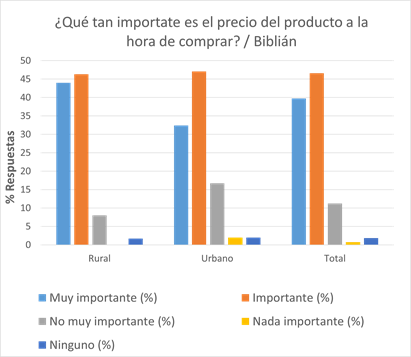 ¿Qué tan importate es el precio del producto a la
hora de comprar? / Biblián
50
45
40
35
30
25
20
15
10
5
0
% Respuestas
Rural
Urbano
Total
Muy importante (%)
Importante (%)
No muy importante (%)
Nada importante (%)
Ninguno (%)